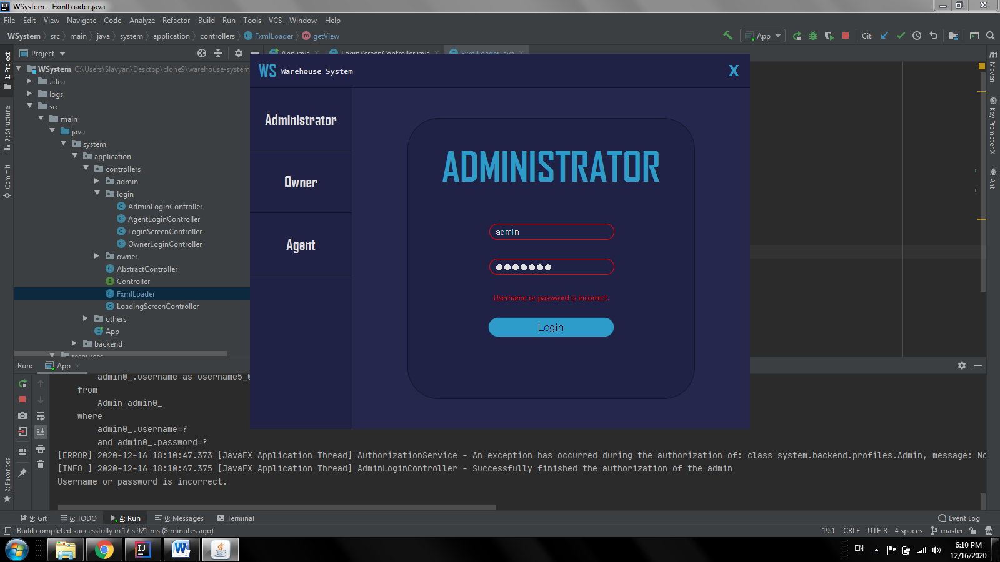 WSystem – FxmlLoader.java
File Edit View Navigate Code Analyze Refactor Build Run Tools VCS Window Help
WSystem src main java system application controllers FxmlLoader getView
App Git:
Project
App.java LoginScreenController.java FxmlLoader.java
WSystem C:\Users\Slavyan\Desktop\clone9\warehouse-system
.idea
logs
src
main
java
system
application
controllers
admin
login
AdminLoginController
AgentLoginController
LoginScreenController
OwnerLoginController
owner
AbstractController
Controller
FxmlLoader
LoadingScreenController
others
App
backend
resources
1: Project
7: Structure
Commit
2: Favorites
Maven
Key Promoter X
Ant
WS Warehouse System X
Administrator
Owner
Agent
ADMINISTRATOR
admin
Username or password is incorrect.
Login
Run: App
admin0_.username as username5_0
from
Admin admin0_
where
admin0_.username=?
and admin0_.password=?
[ERROR] 2020-12-16 18:10:47.373 [JavaFX Application Thread] AuthorizationService - An exception has occurred during the authorization of: class system.backend.profiles.Admin, message: No
[INFO ] 2020-12-16 18:10:47.375 [JavaFX Application Thread] AdminLoginController - Successfully finished the authorization of the admin
Username or password is incorrect.
9: Git 6: TODO 4: Run 0: Messages Terminal Event Log
Build completed successfully in 17 s 921 ms (8 minutes ago) 19:1 CRLF UTF-8 4 spaces master
EN 6:10 PM
12/16/2020